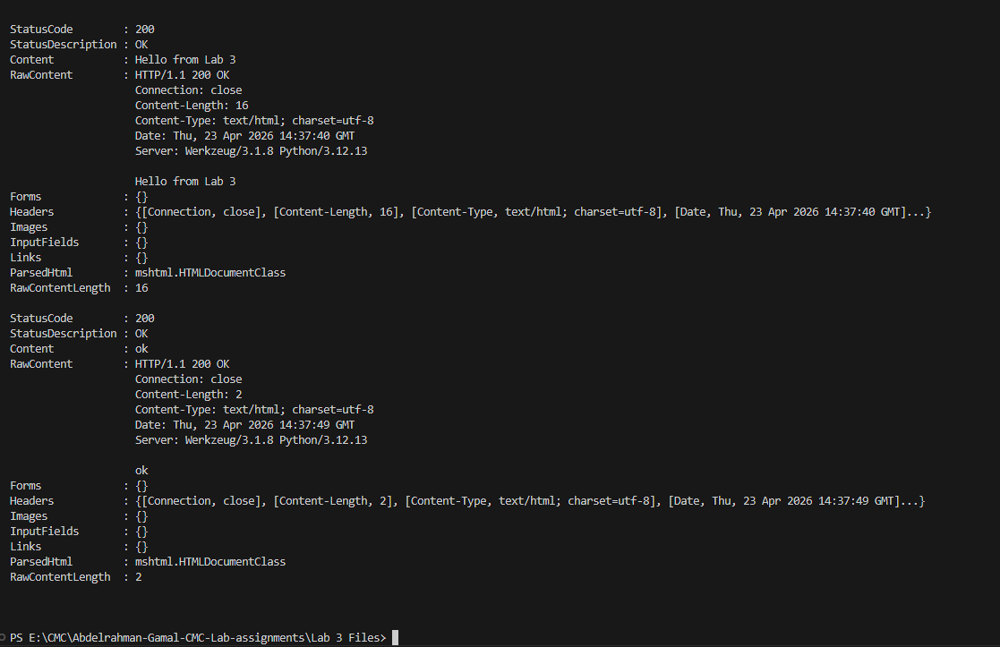 StatusCode        : 200
StatusDescription : OK
Content           : Hello from Lab 3
RawContent        : HTTP/1.1 200 OK
                    Connection: close
                    Content-Length: 16
                    Content-Type: text/html; charset=utf-8
                    Date: Thu, 23 Apr 2026 14:37:40 GMT
                    Server: Werkzeug/3.1.8 Python/3.12.13

                    Hello from Lab 3
Forms             : {}
Headers           : {[Connection, close], [Content-Length, 16], [Content-Type, text/html; charset=utf-8], [Date, Thu, 23 Apr 2026 14:37:40 GMT]...}
Images            : {}
InputFields       : {}
Links             : {}
ParsedHtml        : mshtml.HTMLDocumentClass
RawContentLength  : 16

StatusCode        : 200
StatusDescription : OK
Content           : ok
RawContent        : HTTP/1.1 200 OK
                    Connection: close
                    Content-Length: 2
                    Content-Type: text/html; charset=utf-8
                    Date: Thu, 23 Apr 2026 14:37:49 GMT
                    Server: Werkzeug/3.1.8 Python/3.12.13

                    ok
Forms             : {}
Headers           : {[Connection, close], [Content-Length, 2], [Content-Type, text/html; charset=utf-8], [Date, Thu, 23 Apr 2026 14:37:49 GMT]...}
Images            : {}
InputFields       : {}
Links             : {}
ParsedHtml        : mshtml.HTMLDocumentClass
RawContentLength  : 2

PS E:\CMC\Abdelrahman-Gamal-CMC-Lab-assignments\Lab 3 Files>